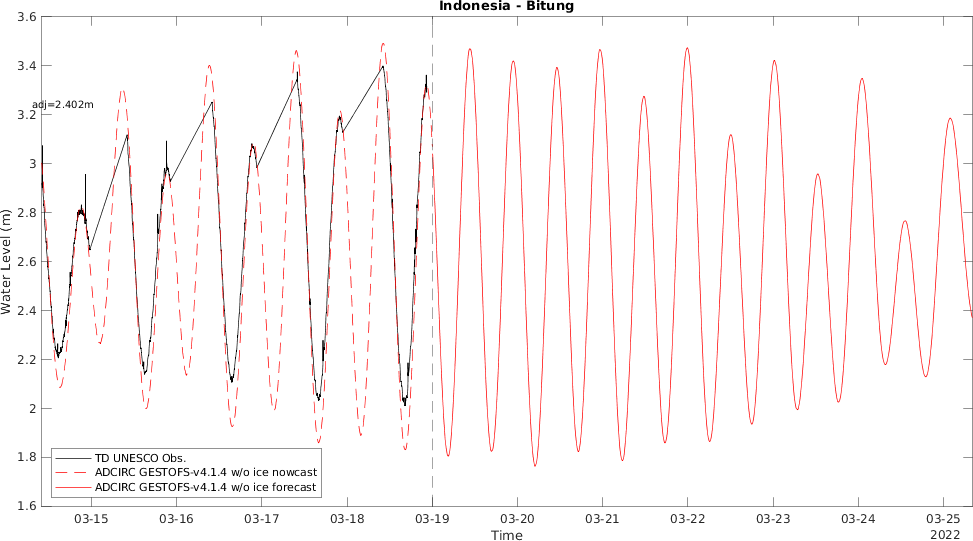 Indonesia - Bitung
3.6
3.4
adj=2.402m
3.2
3
2.8
2.6
2.4
2.2
2
1.8
1.6
Water Level (m)
TD UNESCO Obs.
ADCIRC GESTOFS-v4.1.4 w/o ice nowcast
ADCIRC GESTOFS-v4.1.4 w/o ice forecast
03-15 03-16 03-17 03-18 03-19 03-20 03-21 03-22 03-23 03-24 03-25
Time
2022